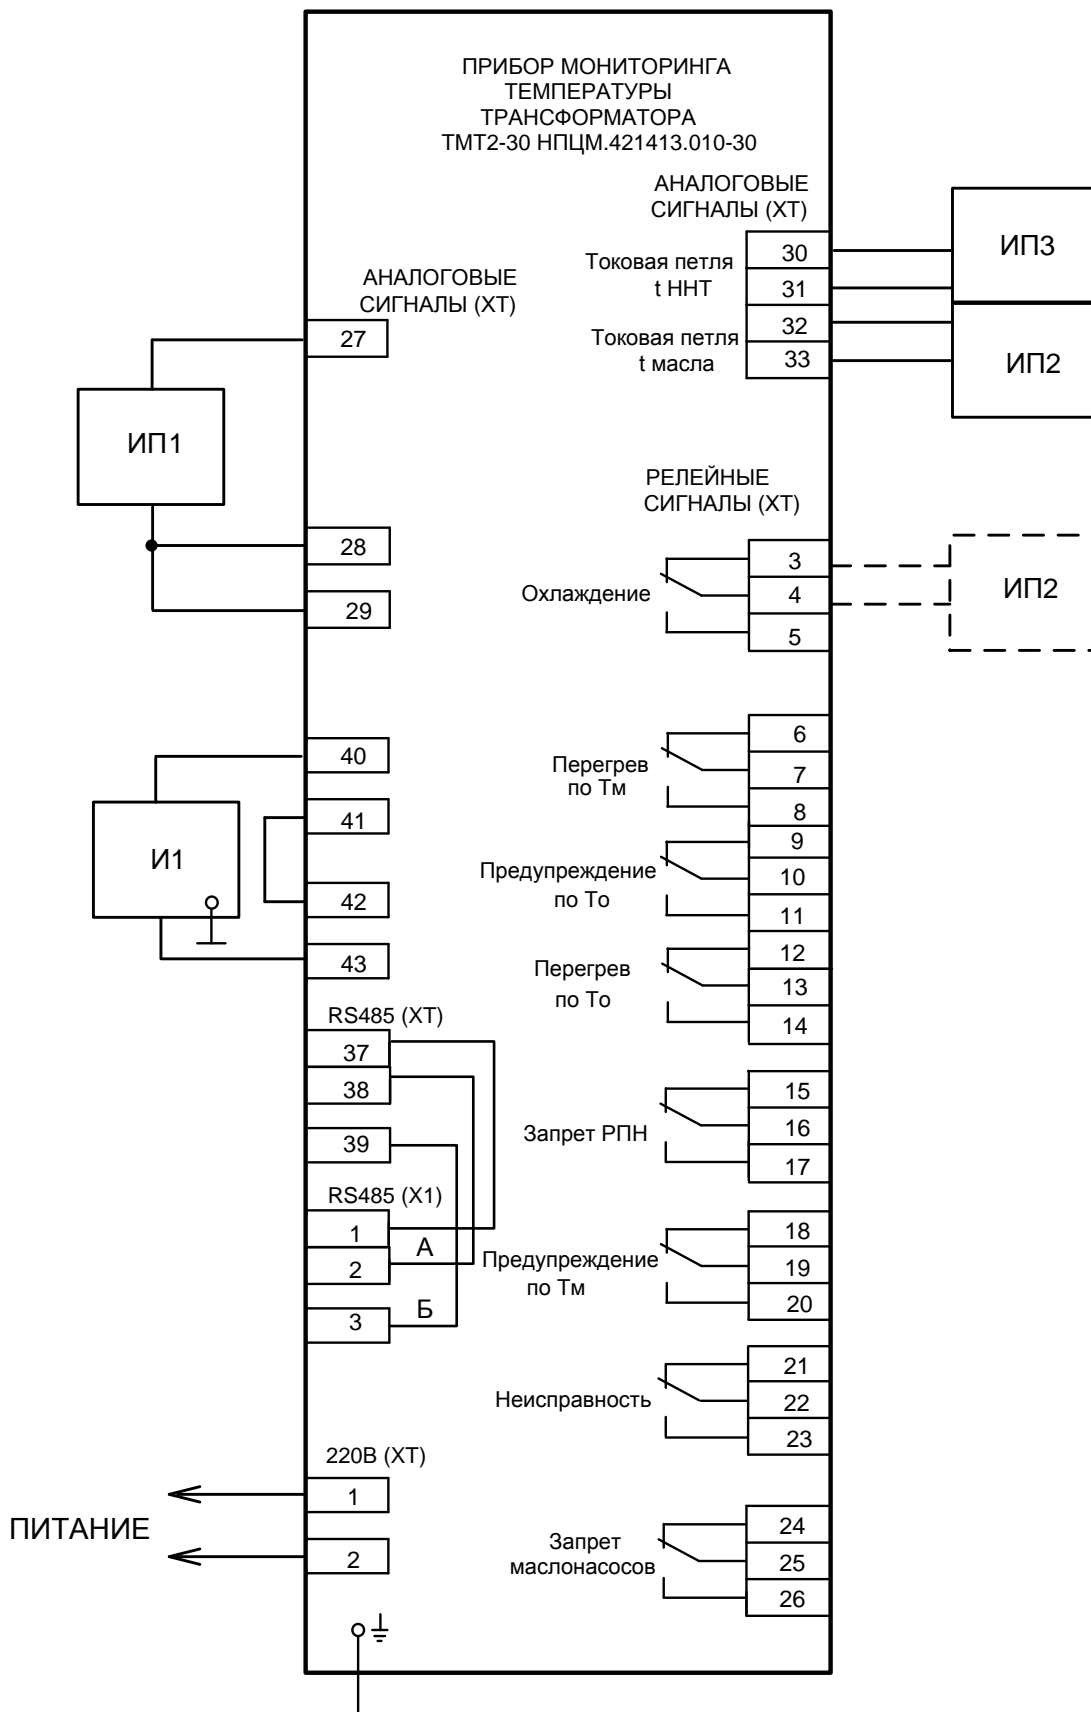 ПРИБОР МОНИТОРИНГА
ТЕМПЕРАТУРЫ
ТРАНСФОРМАТОРА
ТМТ2-30 НПЦМ.421413.010-30
АНАЛОГОВЫЕ
СИГНАЛЫ (ХТ)
27
ИП1
28
29
40
41
И1
42
43
RS485 (XT)
37
38
39
RS485 (X1)
1
А
2
Б
3
220В (ХТ)
1
ПИТАНИЕ
2
АНАЛОГОВЫЕ
СИГНАЛЫ (ХТ)
Токовая петля
t ННТ
30
31
Токовая петля
t масла
32
33
ИП3
ИП2
РЕЛЕЙНЫЕ
СИГНАЛЫ (ХТ)
Охлаждение
3
4
5
ИП2
Перегрев
по Тм
6
7
8
Предупреждение
по То
9
10
11
Перегрев
по То
12
13
14
Запрет РПН
15
16
17
Предупреждение
по Тм
18
19
20
Неисправность
21
22
23
Запрет
маслонасосов
24
25
26